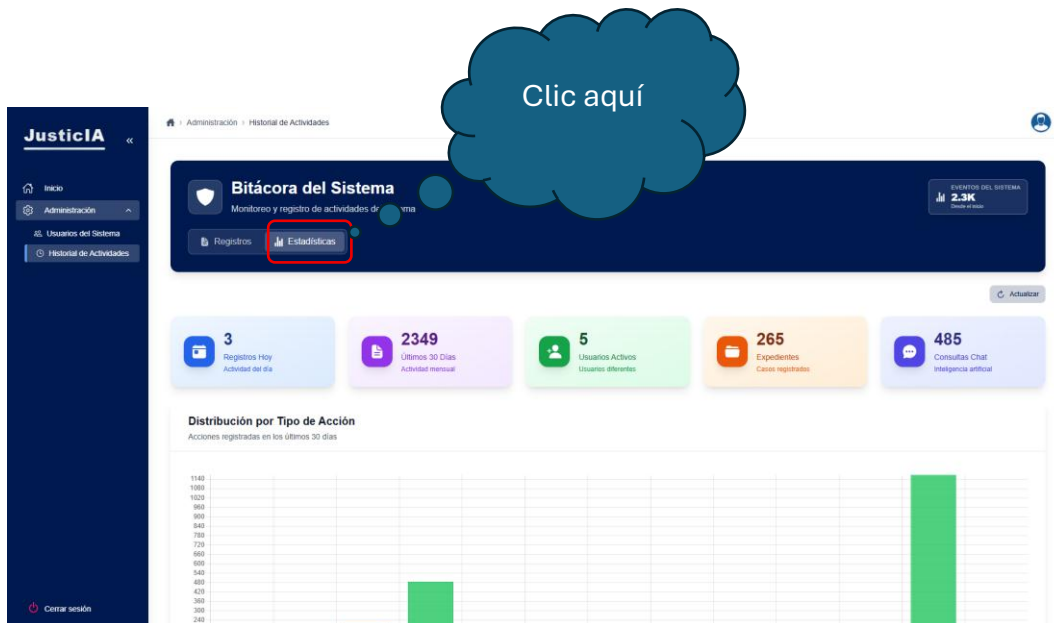 Clic aquí
JusticIA «
Administración › Historial de Actividades
Inicio
Administración
Usuarios del Sistema
Historial de Actividades
Cerrar sesión
Bitácora del Sistema
Monitoreo y registro de actividades
Registros
Estadísticas
EVENTOS DEL SISTEMA
2.3K
Desde el inicio
Actualizar
3
Registros Hoy
Actividad del día
2349
Últimos 30 Días
Actividad mensual
5
Usuarios Activos
Usuarios diferentes
265
Expedientes
Casos registrados
485
Consultas Chat
Inteligencia artificial
Distribución por Tipo de Acción
Acciones registradas en los últimos 30 días
1140
1080
1020
960
900
840
780
720
660
600
540
480
420
360
300
240